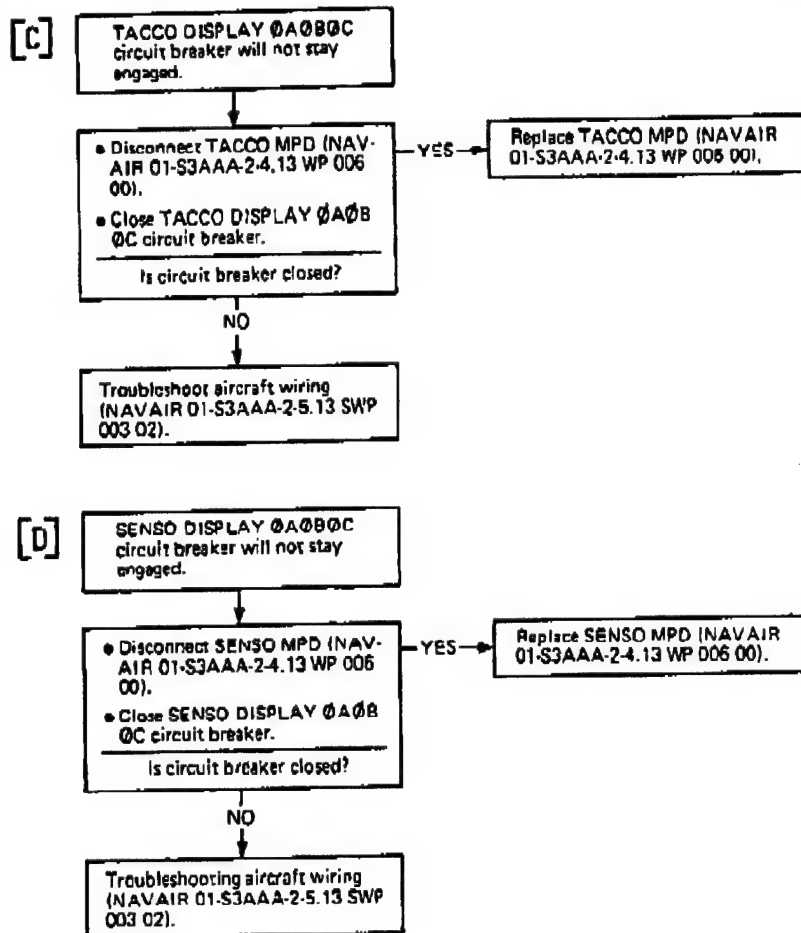 [C]
TACCO DISPLAY ØAØBØC
circuit breaker will not stay
engaged.
• Disconnect TACCO MPD (NAV-
AIR 01-S3AAA-2-4.13 WP 006
00).
• Close TACCO DISPLAY ØAØB
ØC circuit breaker.
Is circuit breaker closed?
YES
Replace TACCO MPD (NAVAIR
01-S3AAA-2-4.13 WP 006 00).
NO
Troubleshoot aircraft wiring
(NAVAIR 01-S3AAA-2-5.13 SWP
003 02).
[D]
SENSO DISPLAY ØAØBØC
circuit breaker will not stay
engaged.
• Disconnect SENSO MPD (NAV-
AIR 01-S3AAA-2-4.13 WP 006
00).
• Close SENSO DISPLAY ØAØB
ØC circuit breaker.
Is circuit breaker closed?
YES
Replace SENSO MPD (NAVAIR
01-S3AAA-2-4.13 WP 006 00).
NO
Troubleshooting aircraft wiring
(NAVAIR 01-S3AAA-2-5.13 SWP
003 02).